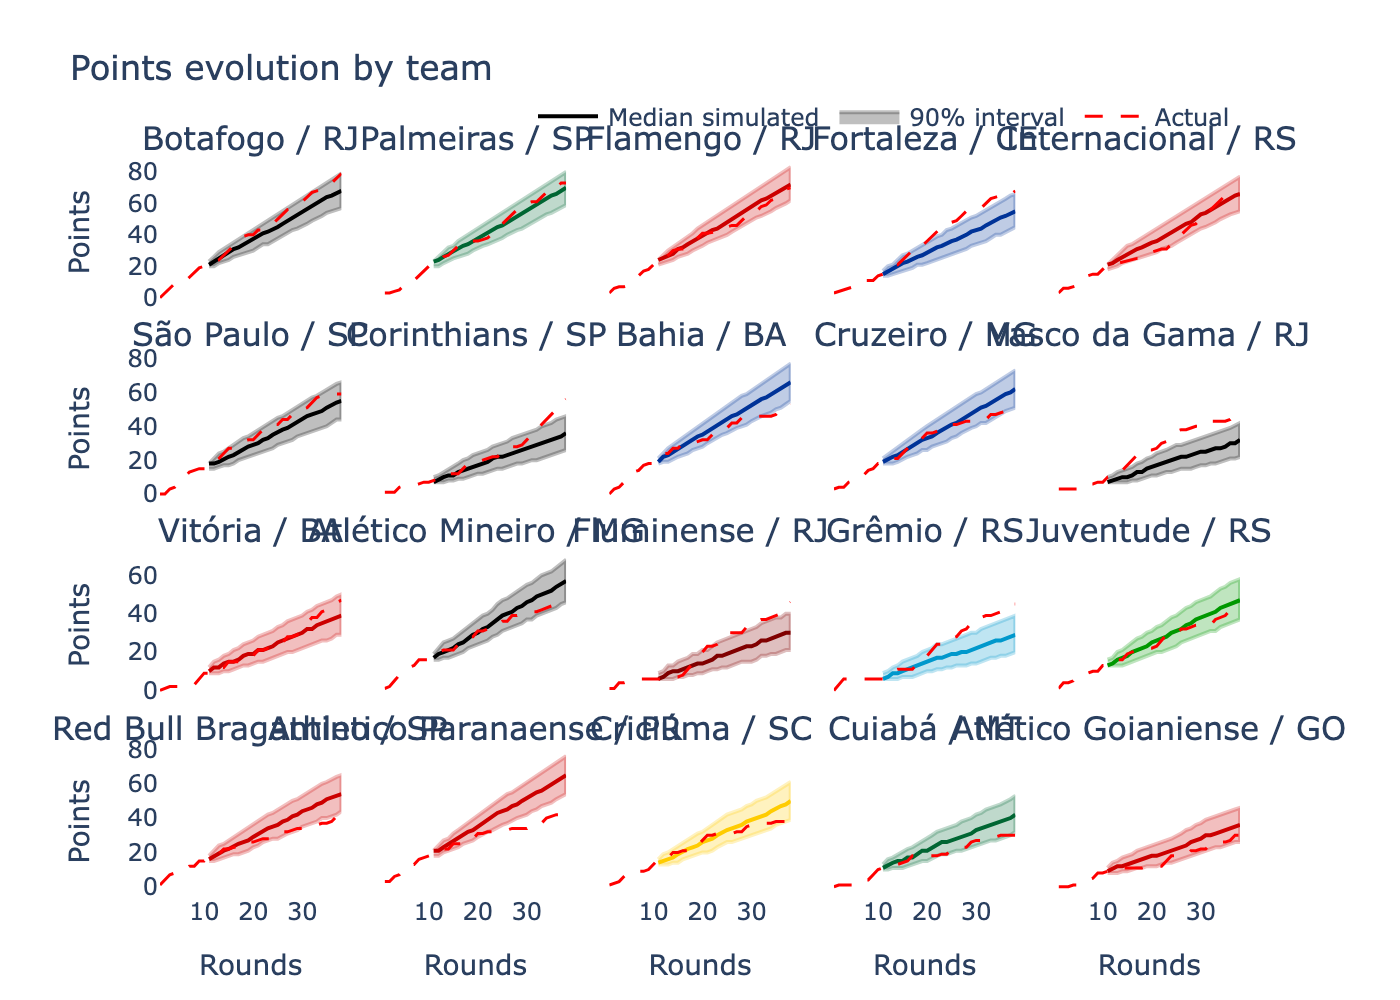 Points evolution by team
Median simulated 90% interval Actual
Botafogo / RJ Palmeiras / SP Flamengo / RJ Fortaleza / CE Internacional / RS
80
60
40
20
0
Points
São Paulo / SP Corinthians / SP Bahia / BA Cruzeiro / MG Vasco da Gama / RJ
80
60
40
20
0
Points
Vitória / BA Atlético Mineiro / MG Fluminense / RJ Grêmio / RS Juventude / RS
60
40
20
0
Points
Red Bull Bragantino / SP Athletico Paranaense / PR Criciúma / SC Cuiabá / MT Atlético Goianiense / GO
80
60
40
20
0
Points
10 20 30 10 20 30 10 20 30 10 20 30 10 20 30
Rounds Rounds Rounds Rounds Rounds